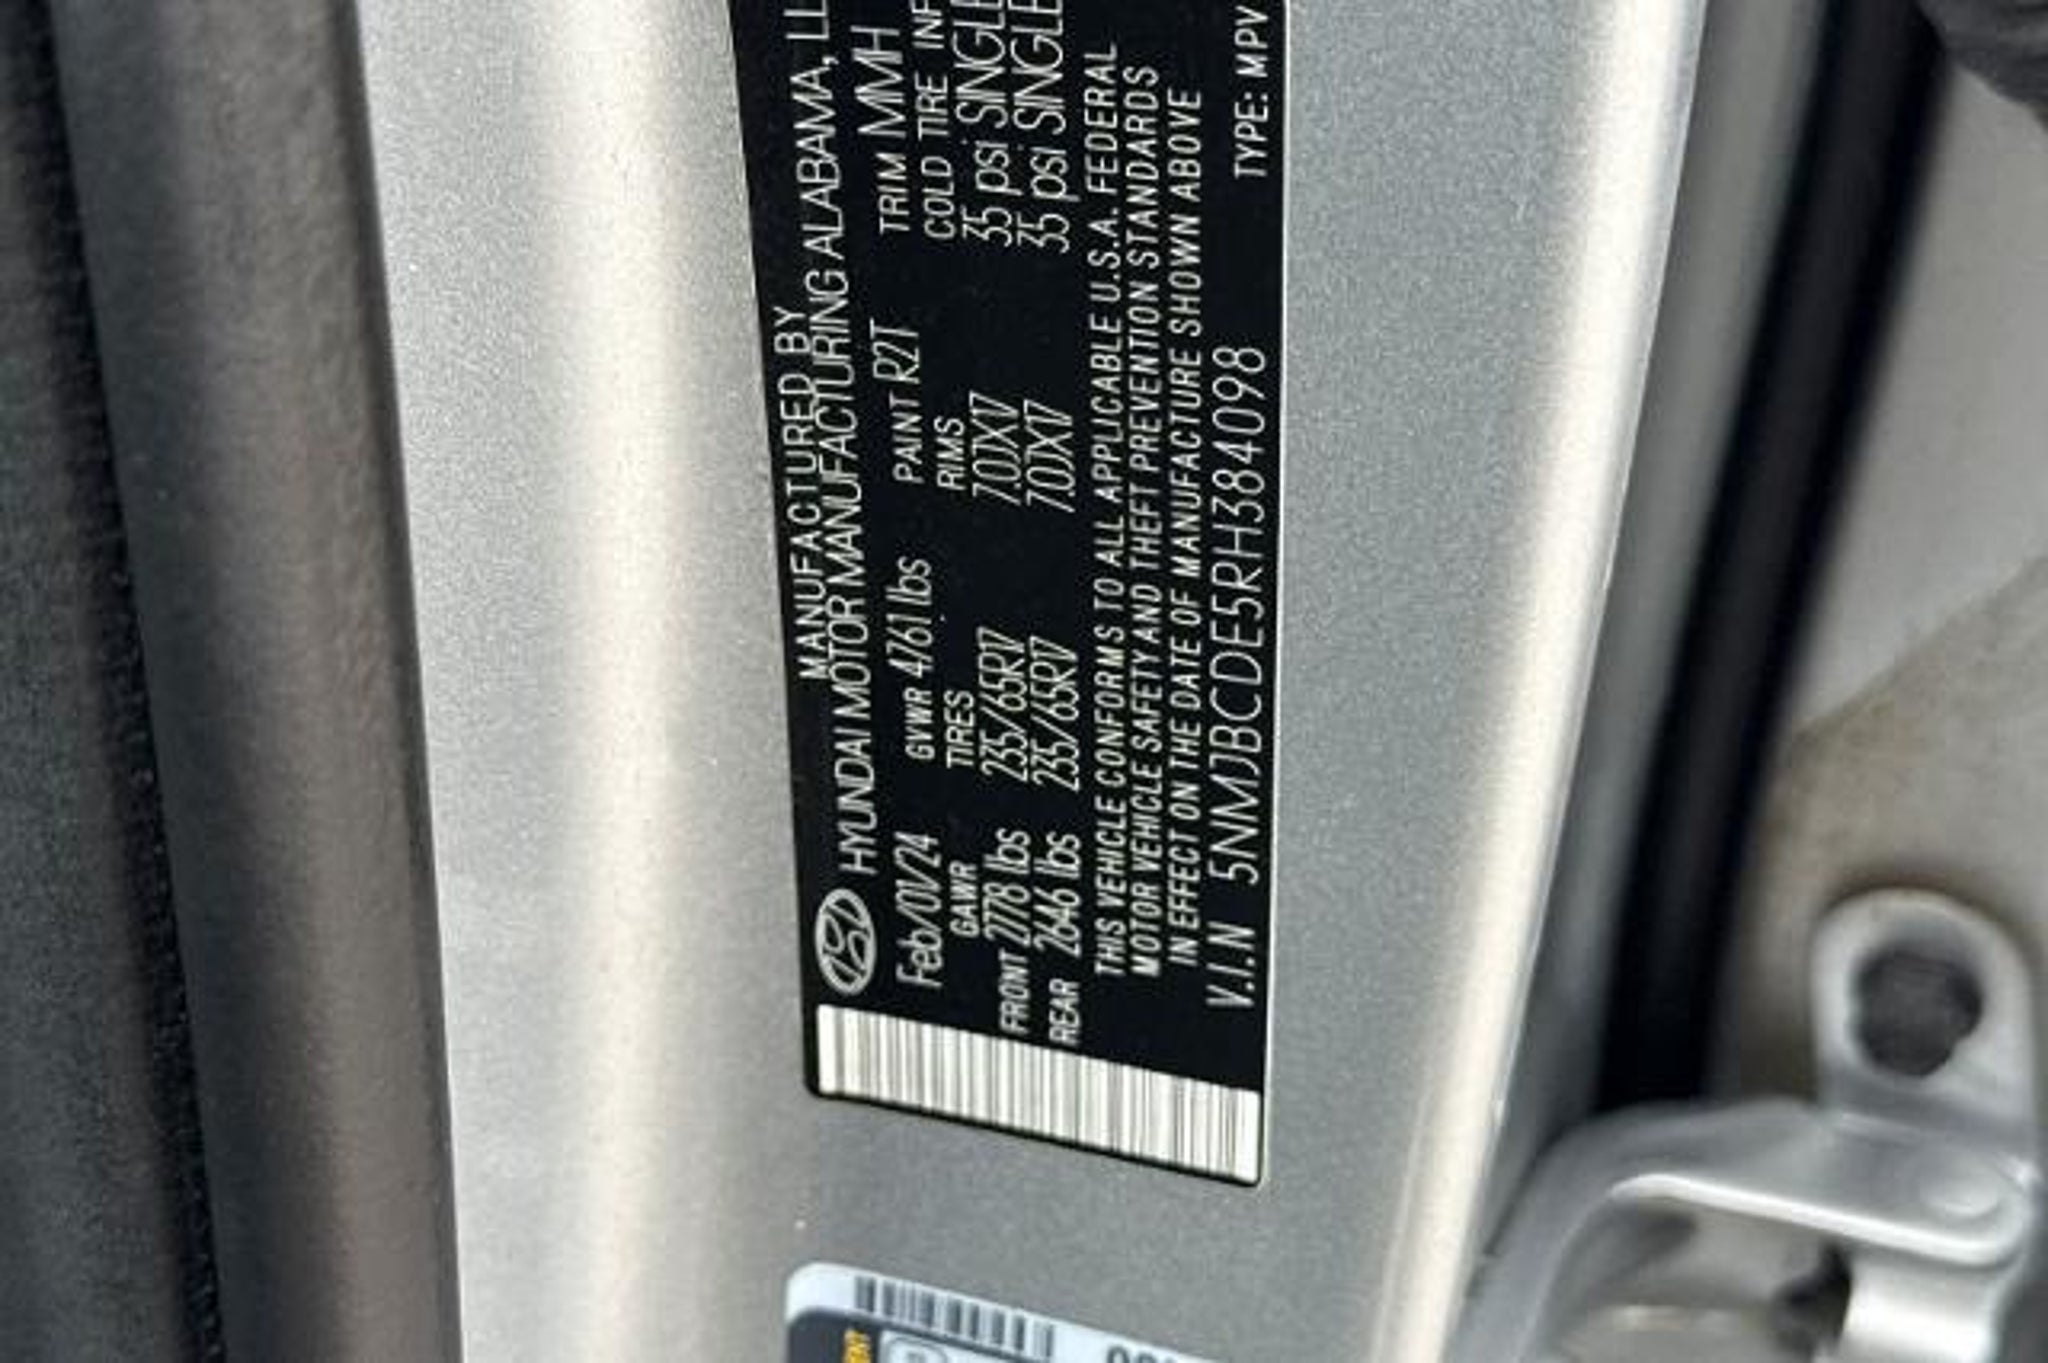 MANUFACTURED BY
HYUNDAI MOTOR MANUFACTURING ALABAMA,
Feb/01/24 GVWR 4761 lbs PAINT R2T TRIM MMH
GAWR TIRES RIMS COLD TIRE
FRONT 2778 lbs 235/65R17 7.0JX17 35 psi SINGLE
REAR 2646 lbs 235/65R17 7.0JX17 35 psi SINGLE
THIS VEHICLE CONFORMS TO ALL APPLICABLE U.S.A. FEDERAL
MOTOR VEHICLE SAFETY AND THEFT PREVENTION STANDARDS
IN EFFECT ON THE DATE OF MANUFACTURE SHOWN ABOVE
V.I.N 5NMJBCDE5RH384098 TYPE: MPV